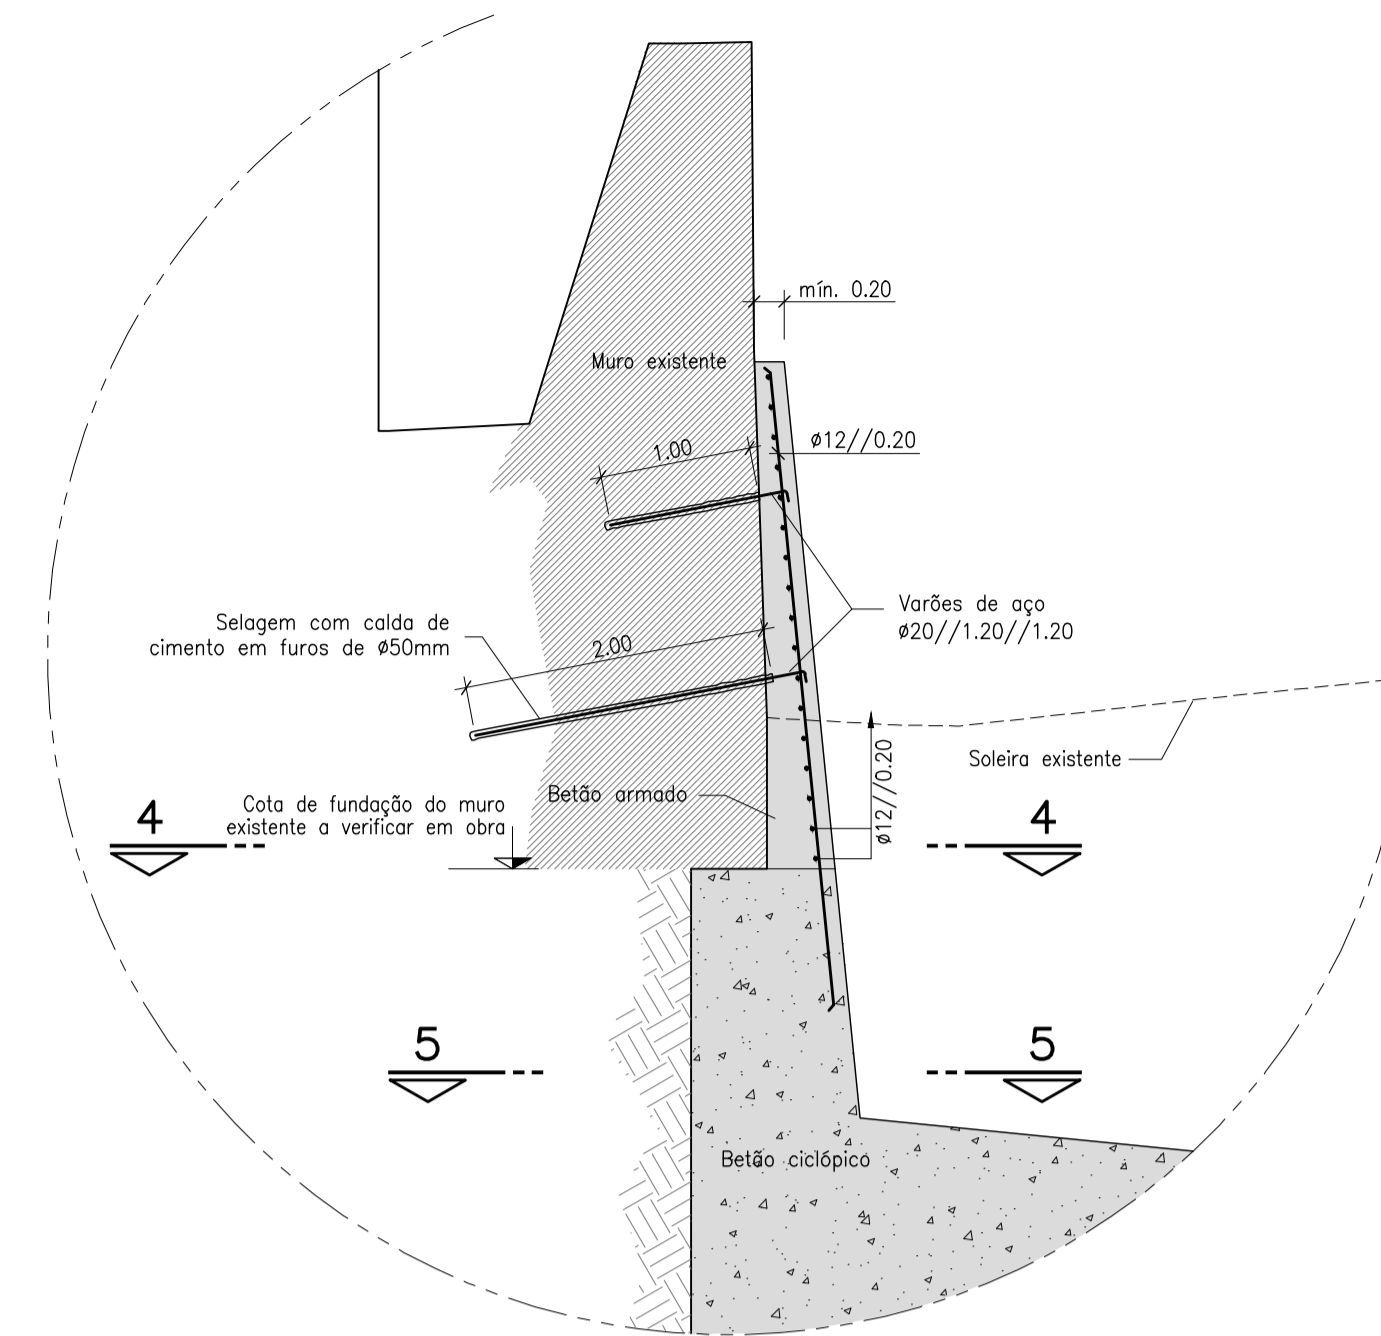 mín. 0.20
Muro existente
1.00
ø12//0.20
Varões de aço
ø20//1.20//1.20
Selagem com calda de
cimento em furos de Ø50mm
2.00
Soleira existente
ø12//0.20
Betão armado
Cota de fundação do muro
existente a verificar em obra
4
4
5
5
Betão ciclópico